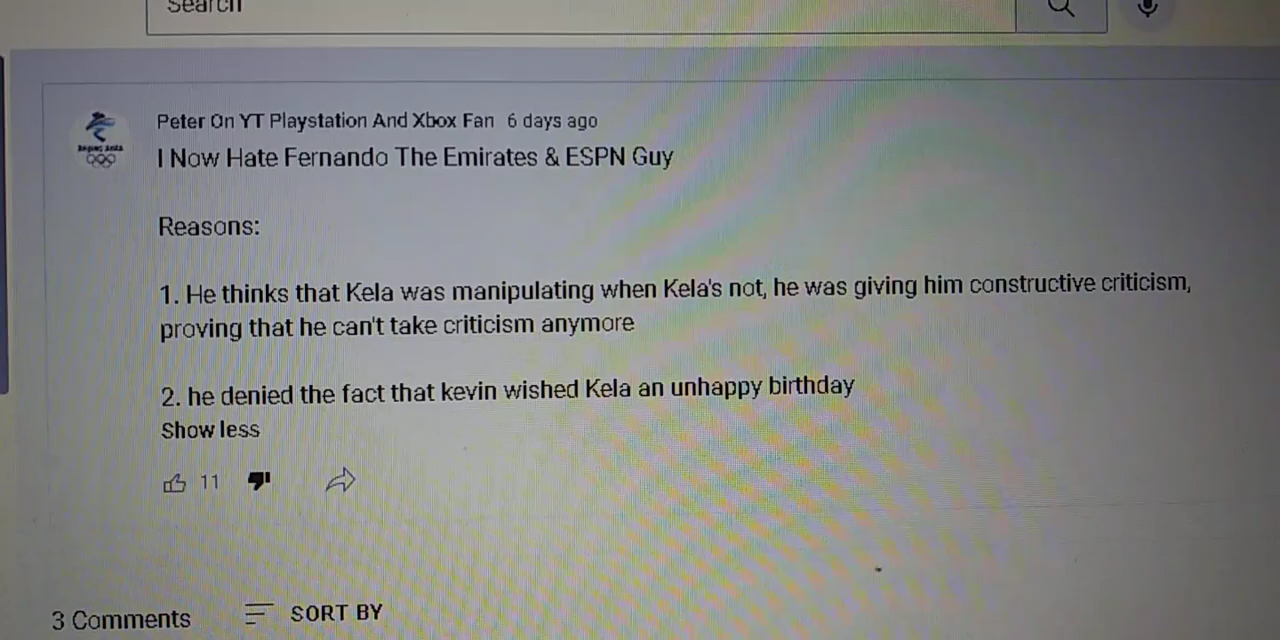 Search
Peter On YT Playstation And Xbox Fan 6 days ago
I Now Hate Fernando The Emirates & ESPN Guy
Reasons:
1. He thinks that Kela was manipulating when Kela's not, he was giving him constructive criticism,
proving that he can't take criticism anymore
2. he denied the fact that kevin wished Kela an unhappy birthday
Show less
11
3 Comments
SORT BY